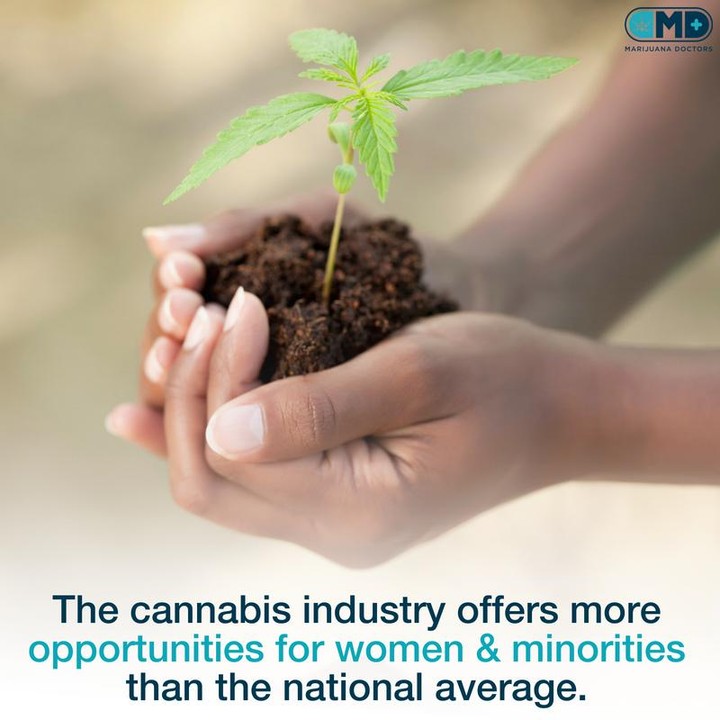 MD
MARIJUANA DOCTORS
The cannabis industry offers more
opportunities for women & minorities
than the national average.